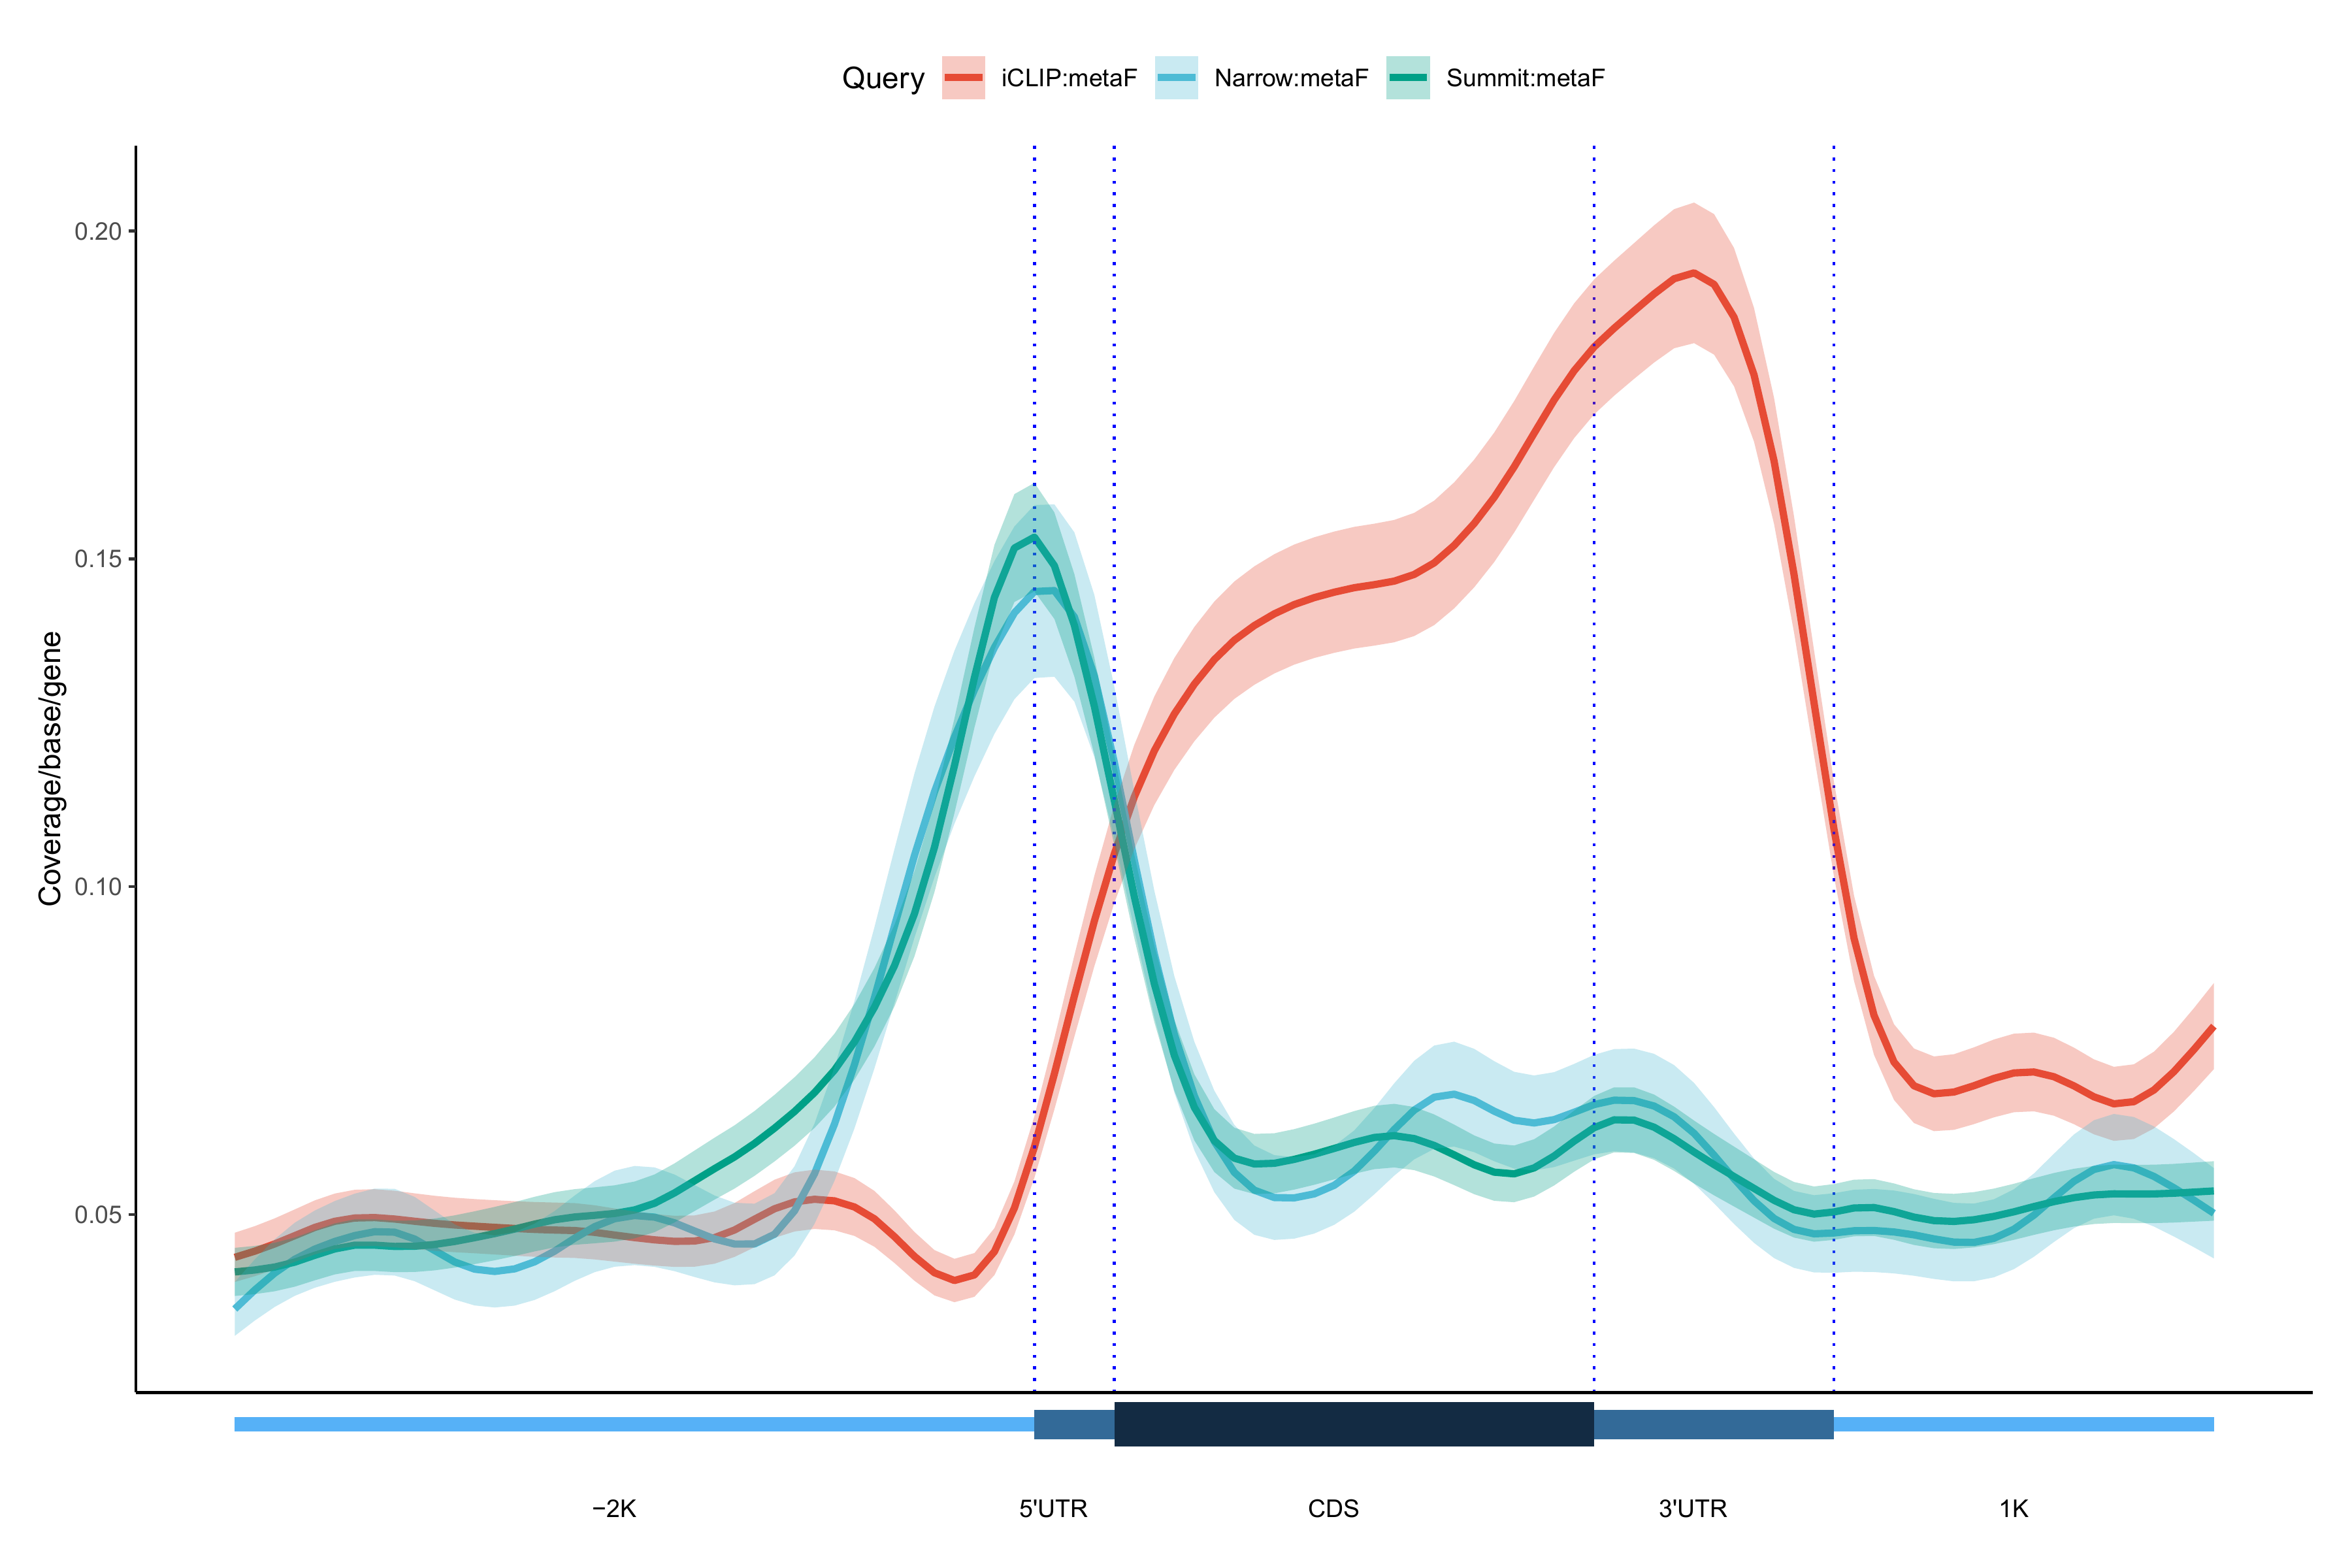 Query iCLIP:metaF Narrow:metaF Summit:metaF
Coverage/base/gene
0.20
0.15
0.10
0.05
−2K 5'UTR CDS 3'UTR 1K